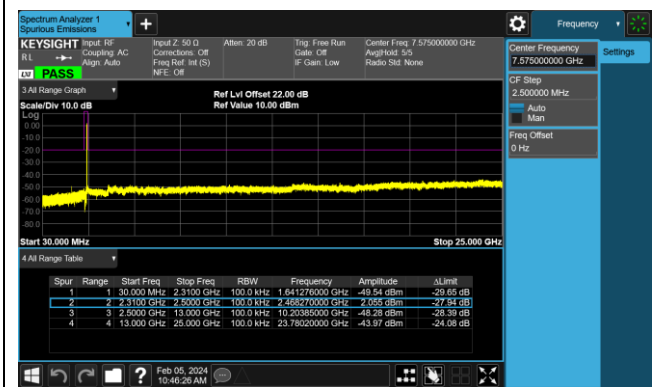 Spectrum Analyzer 1
Spurious Emissions
Frequency
KEYSIGHT
Input: RF
Input Z: 50 Ω
Atten: 20 dB
Trig: Free Run
Center Freq: 7.575000000 GHz
R L
Coupling: AC
Corrections: Off
Gate: Off
Avg|Hold: 5/5
Align: Auto
Freq Ref: Int (S)
IF Gain: Low
Radio Std: None
NFE: Off
PASS
Center Frequency
7.575000000 GHz
Settings
CF Step
2.500000 MHz
Auto
Man
Freq Offset
0 Hz
3 All Range Graph
Ref Lvl Offset 22.00 dB
Scale/Div 10.0 dB
Ref Value 10.00 dBm
Log
0.00
-10.0
-20.0
-30.0
-40.0
-50.0
-60.0
-70.0
-80.0
Start 30.000 MHz
Stop 25.000 GHz
4 All Range Table
Spur Range Start Freq Stop Freq RBW Frequency Amplitude ΔLimit
1 1 30.000 MHz 2.3100 GHz 100.0 kHz 1.641276000 GHz -49.54 dBm -29.65 dB
2 2 2.3100 GHz 2.5000 GHz 100.0 kHz 2.468270000 GHz 2.055 dBm -27.94 dB
3 3 2.5000 GHz 13.000 GHz 100.0 kHz 10.20385000 GHz -48.28 dBm -28.39 dB
4 4 13.000 GHz 25.000 GHz 100.0 kHz 23.78020000 GHz -43.97 dBm -24.08 dB
Feb 05, 2024
10:46:26 AM